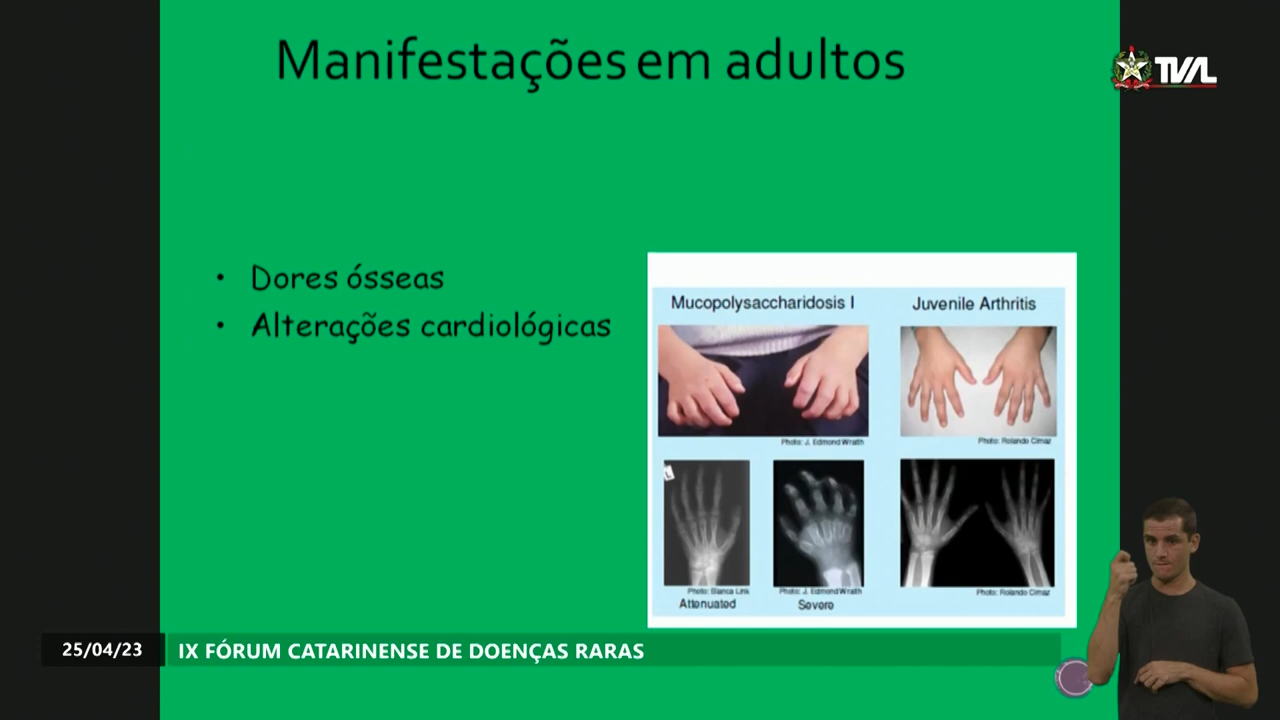 Manifestações em adultos
TVAL
• Dores ósseas
• Alterações cardiológicas
Mucopolysaccharidosis I
Juvenile Arthritis
Photo: J. Edmond Wraith
Photo: Rolando Cimaz
L
Photo: Bianca Link
Photo: J. Edmond Wraith
Photo: Rolando Cimaz
Attenuated
Severe
25/04/23
IX FÓRUM CATARINENSE DE DOENÇAS RARAS